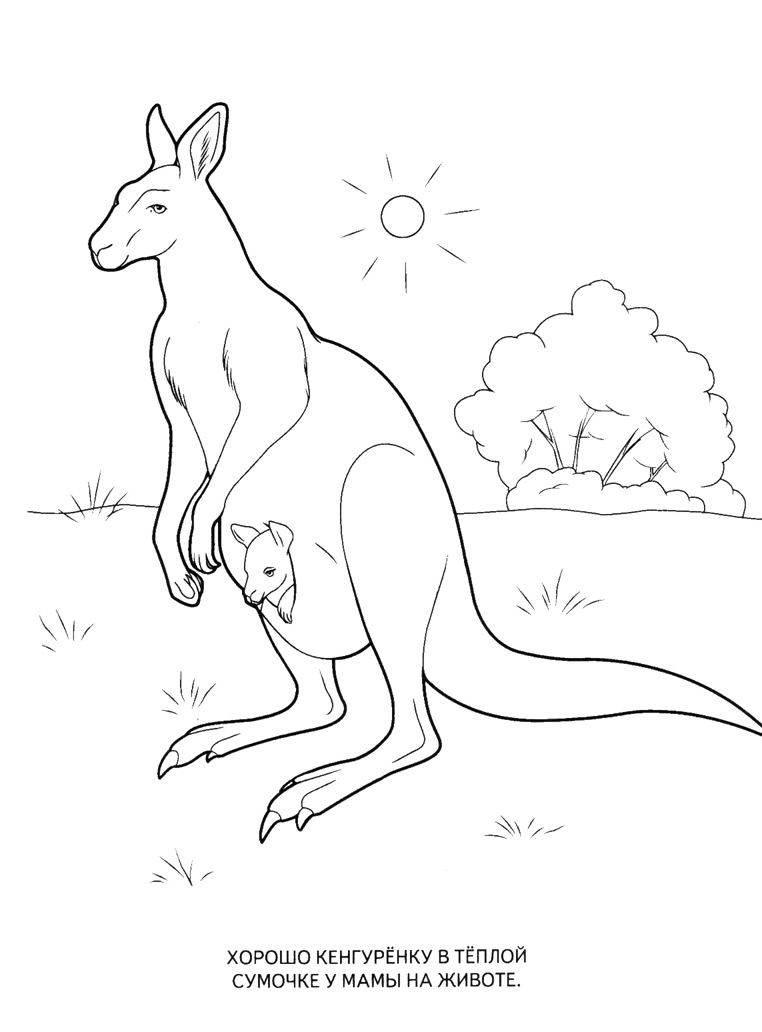 ХОРОШО КЕНГУРЁНКУ В ТЁПЛОЙ
СУМОЧКЕ У МАМЫ НА ЖИВОТЕ.